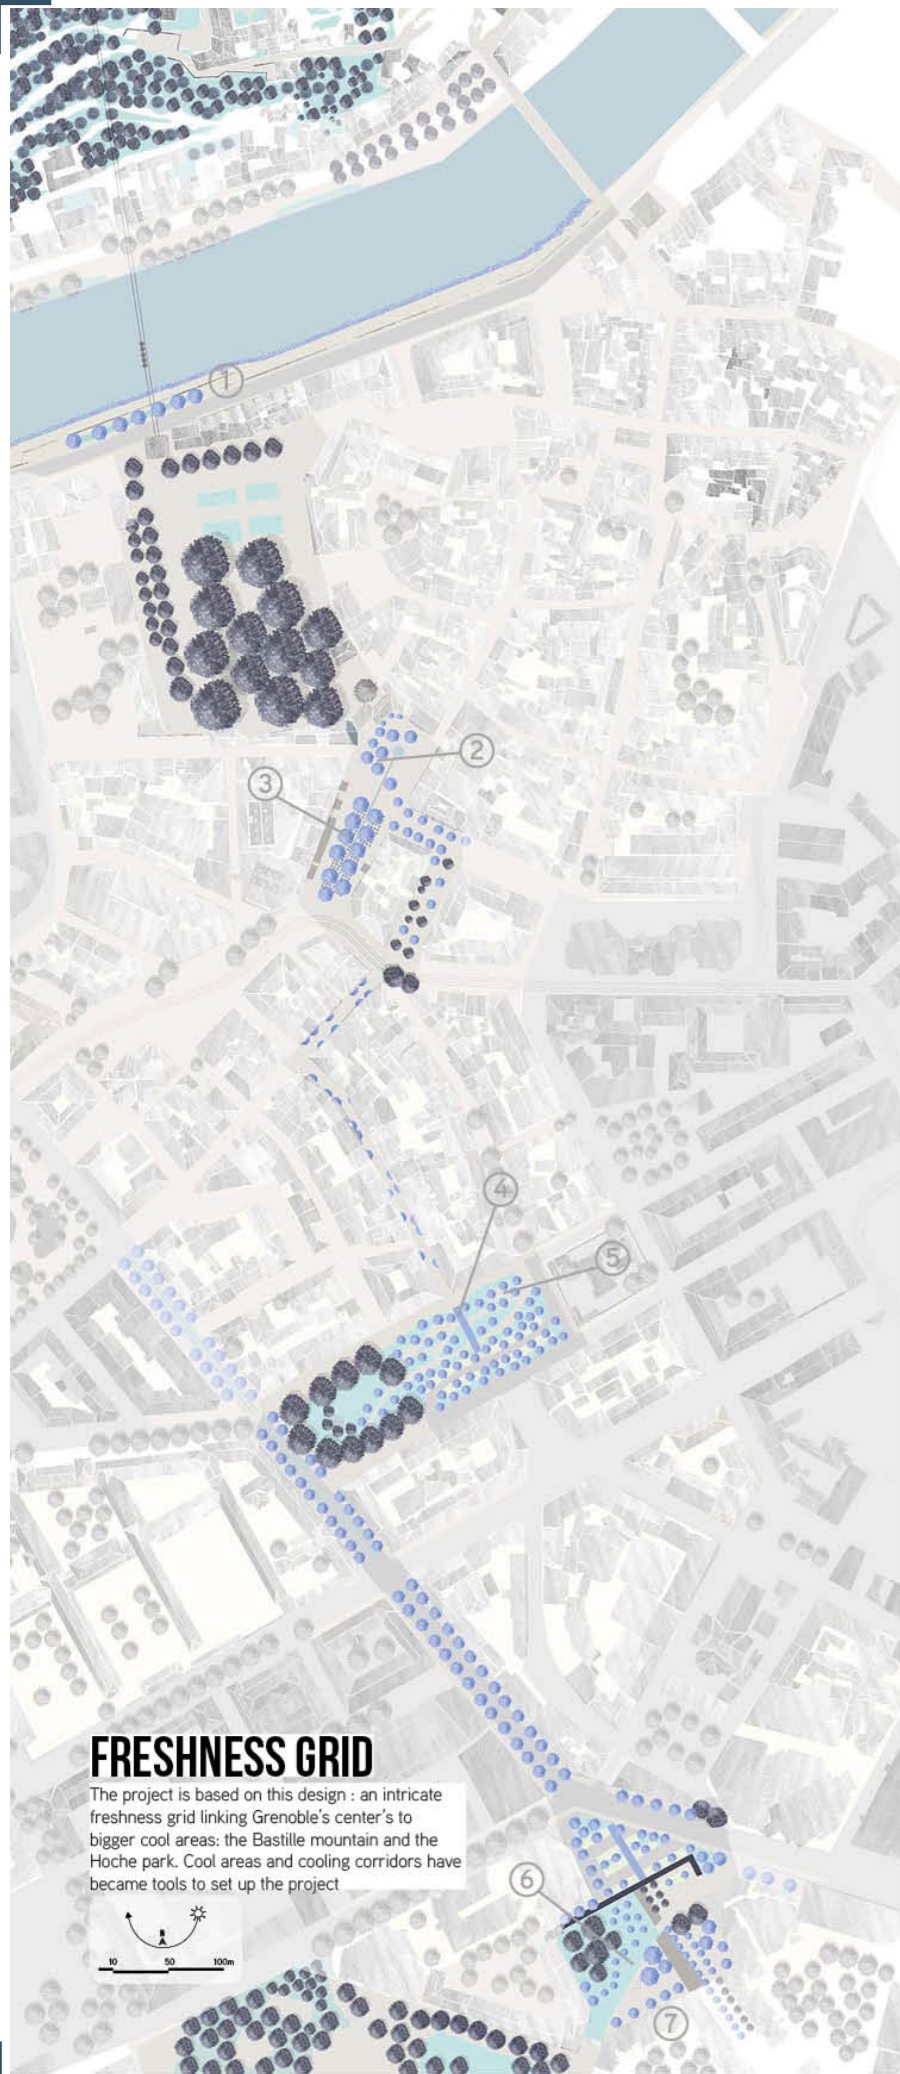 1
2
3
4
5
FRESHNESS GRID
The project is based on this design : an intricate
freshness grid linking Grenoble's center's to
bigger cool areas: the Bastille mountain and the
Hoche park. Cool areas and cooling corridors have
became tools to set up the project
6
N
10 50 100m
7